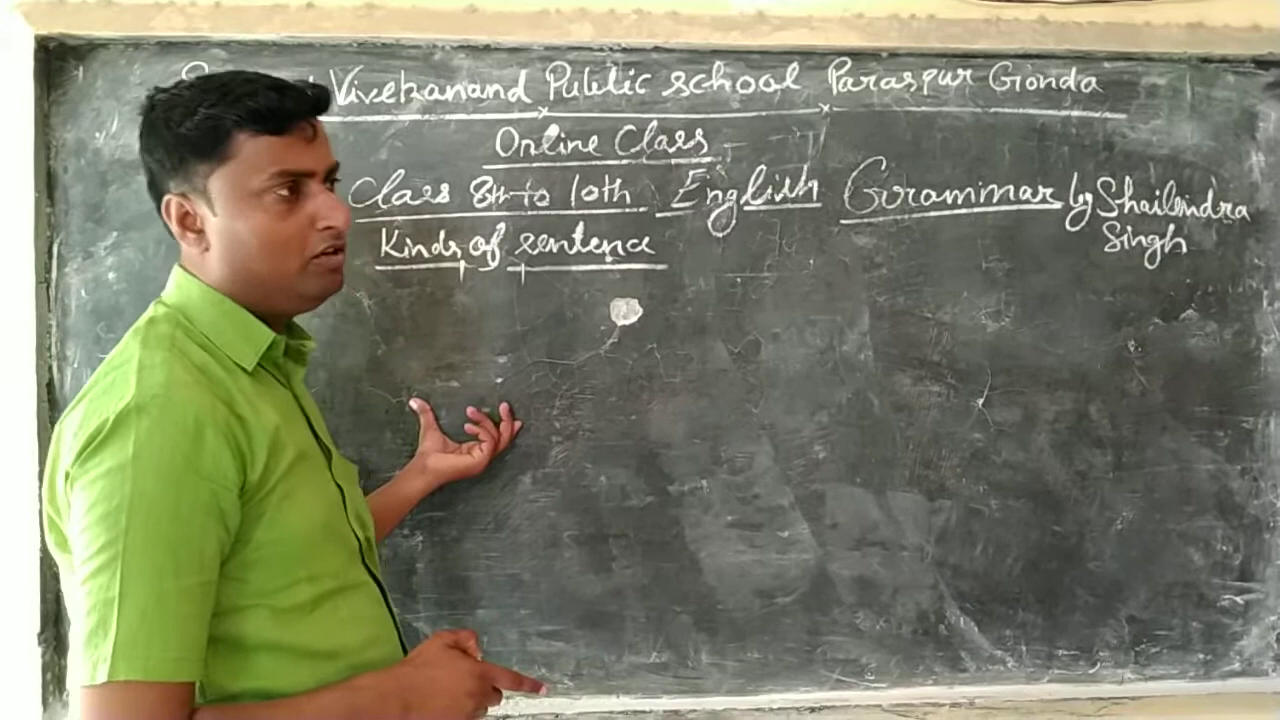 Vivekanand Public school Paraspur Gonda
Online Class
Class 8th to 10th English Grammar by Shailendra Singh
Kinds of sentence